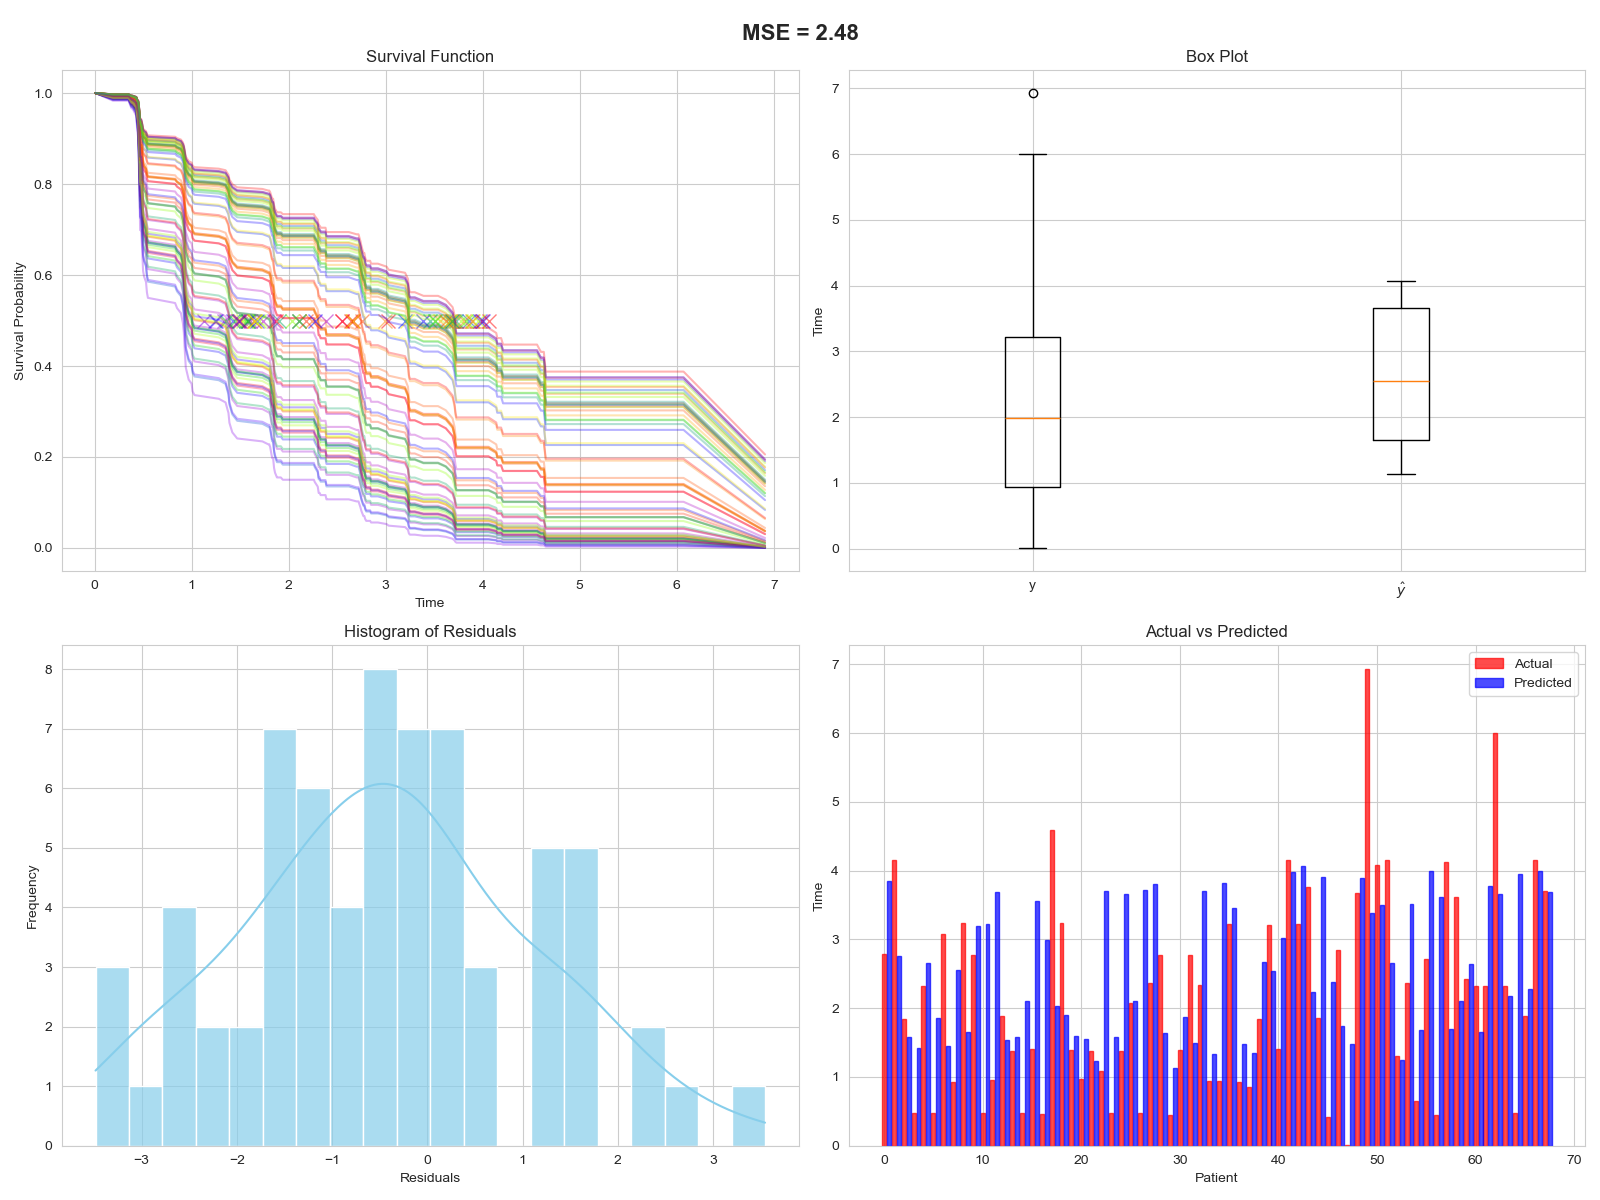 MSE = 2.48
Survival Function
1.0
0.8
0.6
0.4
0.2
0.0
Survival Probability
0 1 2 3 4 5 6 7
Time
Box Plot
7
6
5
4
3
2
1
0
Time
y ŷ
Histogram of Residuals
8
7
6
5
4
3
2
1
0
Frequency
−3 −2 −1 0 1 2 3
Residuals
Actual vs Predicted
Actual
Predicted
7
6
5
4
3
2
1
0
Time
0 10 20 30 40 50 60 70
Patient